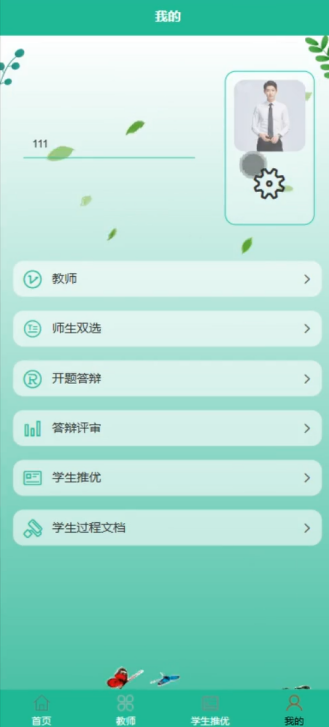 我的
111
教师
师生双选
开题答辩
答辩评审
学生推优
学生过程文档
首页
教师
学生推优
我的